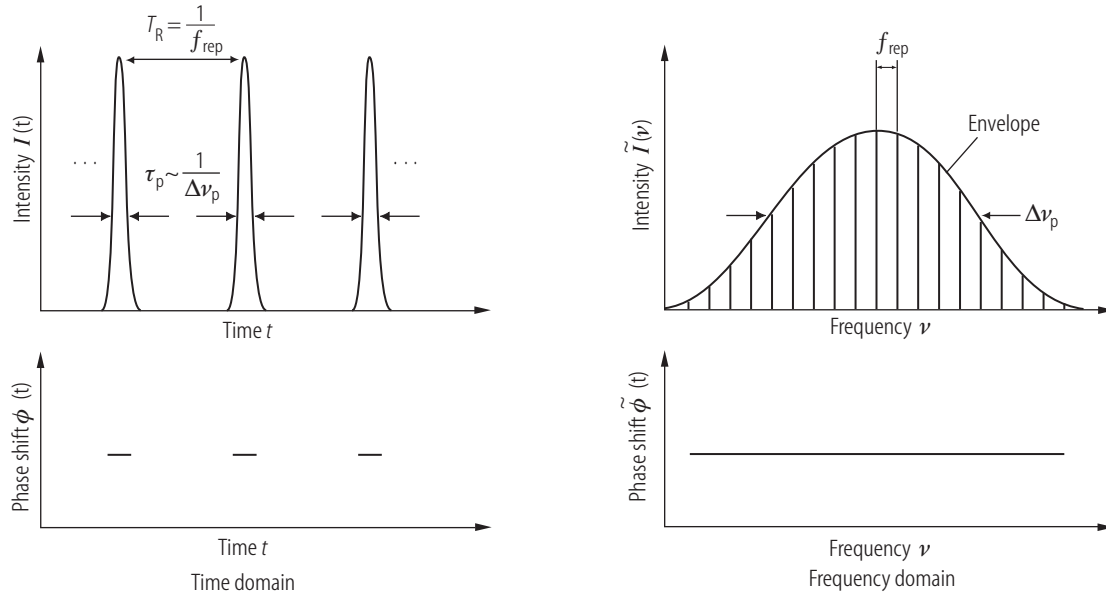 T_R = 1/f_rep
Intensity I (t)
. . .
. . .
τ_p ~ 1/Δν_p
Time t
Phase shift ϕ (t)
Time t
Time domain
f_rep
Envelope
Intensity Ĩ(ν)
Δν_p
Frequency ν
Phase shift ϕ̃ (t)
Frequency ν
Frequency domain